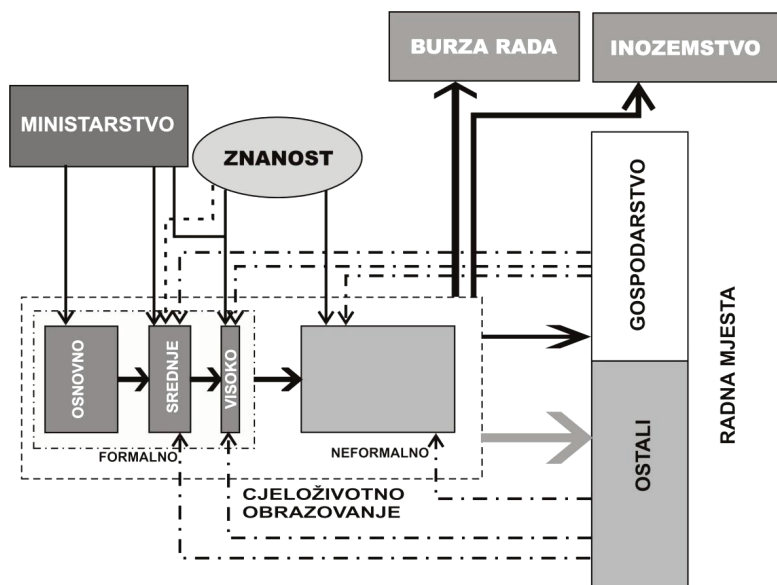 BURZA RADA
INOZEMSTVO
MINISTARSTVO
ZNANOST
GOSPODARSTVO
RADNA MJESTA
OSNOVNO
SREDNJE
VISOKO
FORMALNO
NEFORMALNO
OSTALI
CJELOŽIVOTNO
OBRAZOVANJE